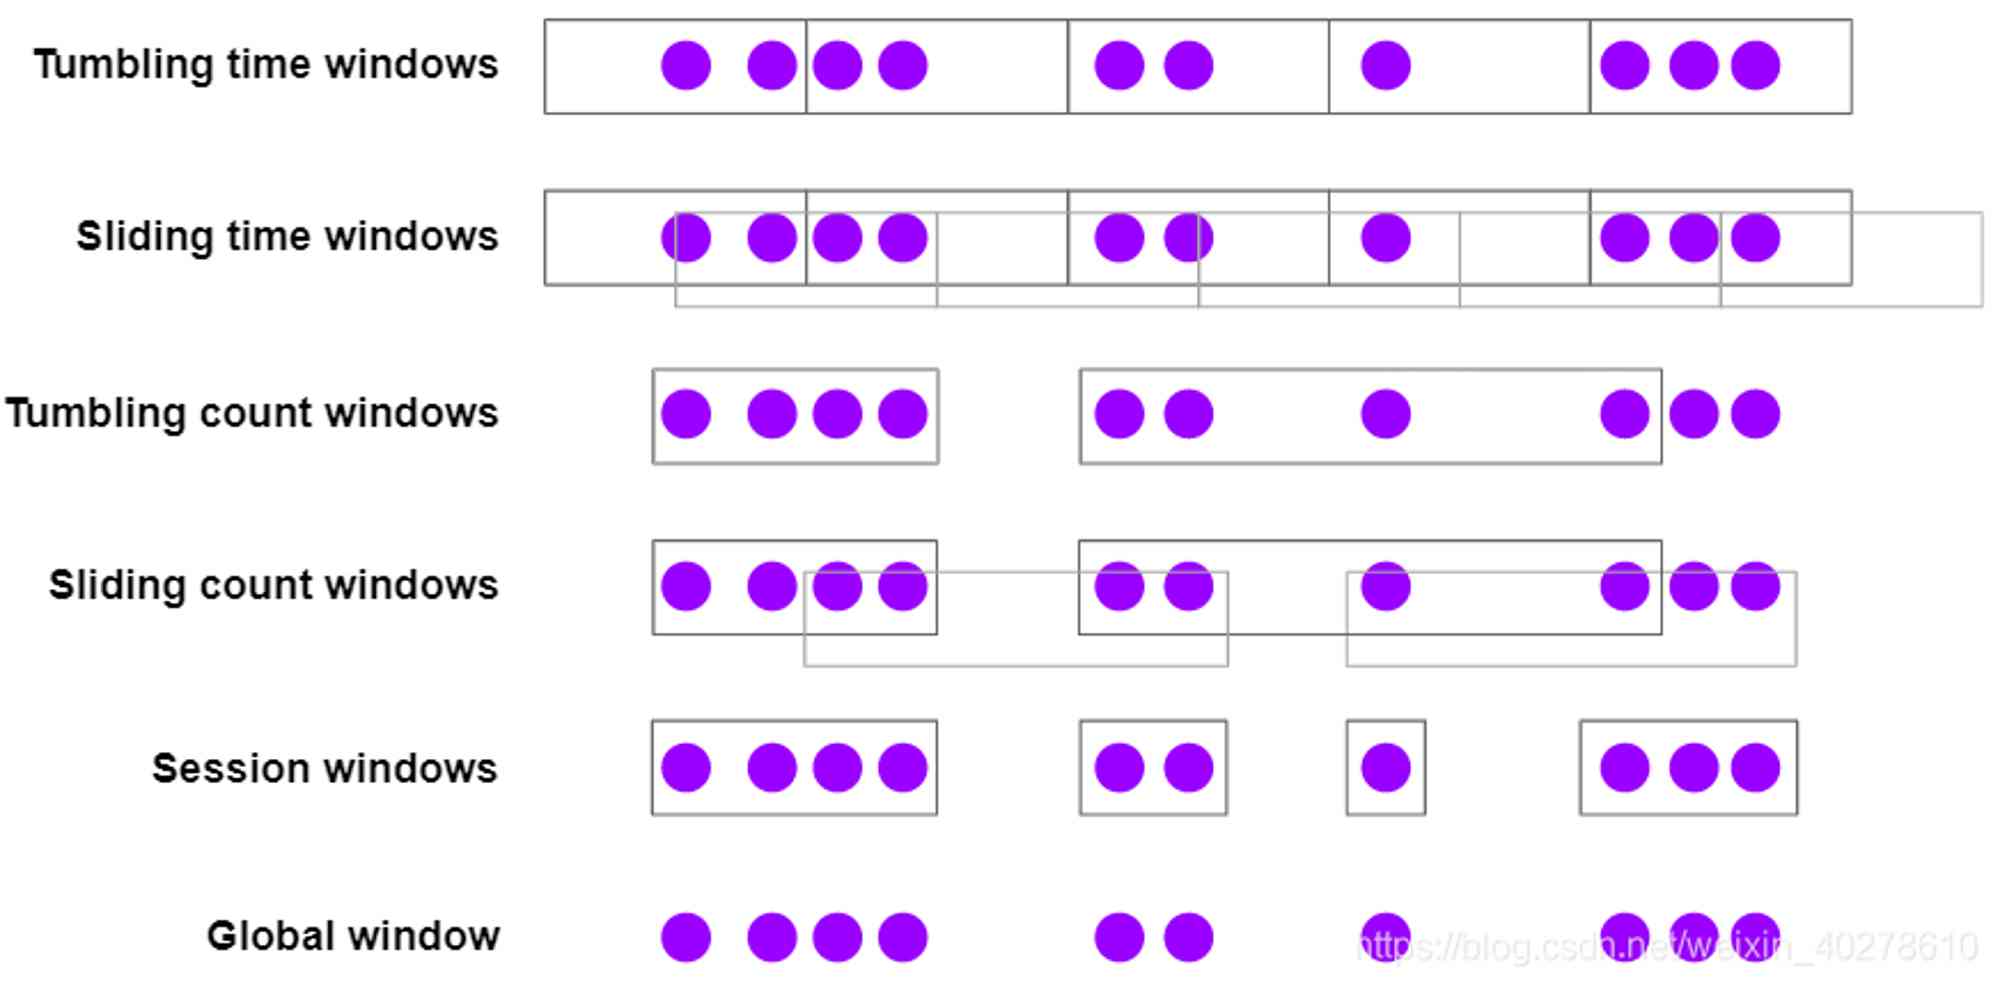 Tumbling time windows
Sliding time windows
Tumbling count windows
Sliding count windows
Session windows
Global window
https://blog.csdn.net/weixin_40278610